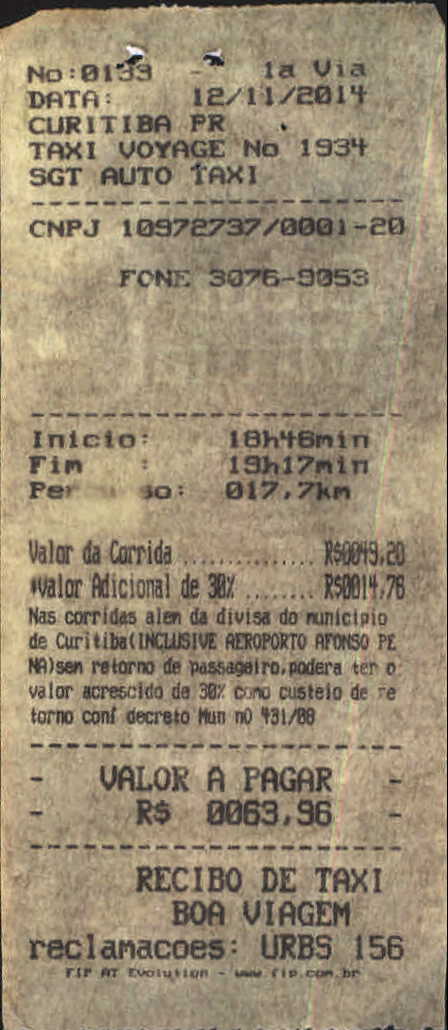 No:0133 - 1a Via
DATA: 12/11/2014
CURITIBA PR
TAXI VOYAGE No 1934
SGT AUTO TAXI
CNPJ 10972737/0001-20
FONE 3076-9053
Inicio: 18h46min
Fim : 19h17min
017,7km
Valor da Corrida ............... R$0049,20
*Valor Adicional de 30% ........ R$0014,76
Nas corridas alem da divisa do municipio
de Curitiba(INCLUSIVE AEROPORTO AFONSO PE
NA)sem retorno de passageiro,podera ter o
valor acrescido de 30% como custeio de re
torno conf decreto Mun nO 431/88
- VALOR A PAGAR -
- R$ 0063,96 -
RECIBO DE TAXI
BOA VIAGEM
reclamacoes: URBS 156
FIP AT Evolution - www.fip.com.br